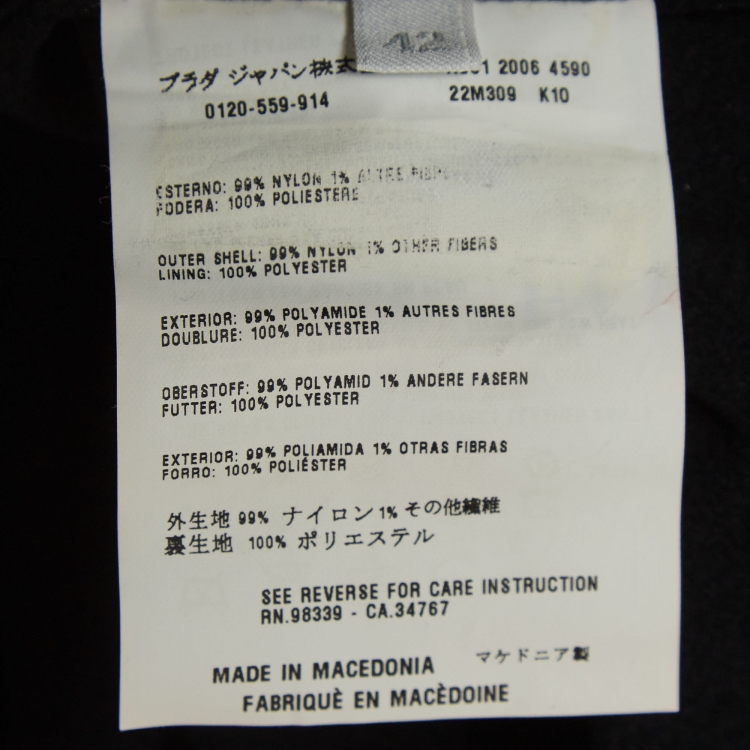 42
プラダ ジャパン株式
2006 4590
0120-559-914
22M309 K10
ESTERNO: 99% NYLON 1% ALTRE FIBRE
FODERA: 100% POLIESTERE
OUTER SHELL: 99% NYLON 1% OTHER FIBERS
LINING: 100% POLYESTER
EXTERIOR: 99% POLYAMIDE 1% AUTRES FIBRES
DOUBLURE: 100% POLYESTER
OBERSTOFF: 99% POLYAMID 1% ANDERE FASERN
FUTTER: 100% POLYESTER
EXTERIOR: 99% POLIAMIDA 1% OTRAS FIBRAS
FORRO: 100% POLIÉSTER
外生地 99% ナイロン 1% その他繊維
裏生地 100% ポリエステル
SEE REVERSE FOR CARE INSTRUCTION
RN.98339 - CA.34767
MADE IN MACEDONIA マケドニア製
FABRIQUÈ EN MACÈDOINE